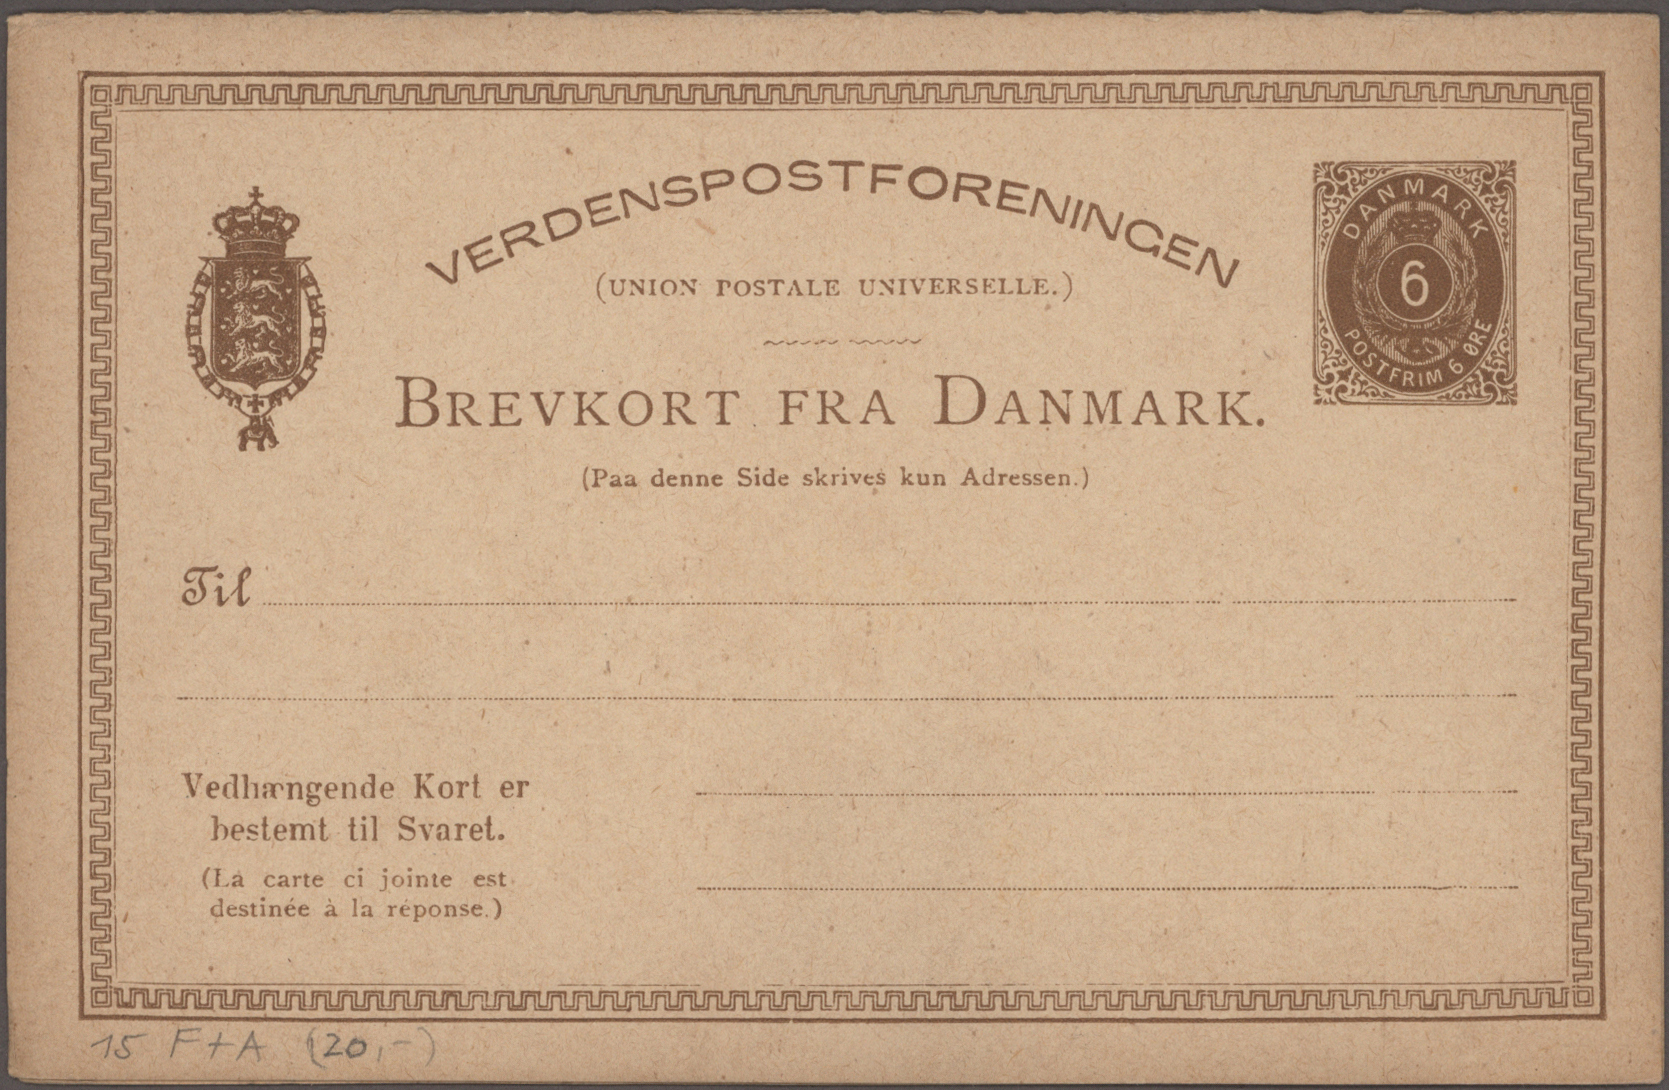 VERDENSPOSTFORENINGEN
(UNION POSTALE UNIVERSELLE.)
DANMARK
6
POSTFRIM 6 ØRE
BREVKORT FRA DANMARK.
(Paa denne Side skrives kun Adressen.)
Til
Vedhængende Kort er
bestemt til Svaret.
(La carte ci jointe est
destinée à la réponse.)
15 F+A (20,-)